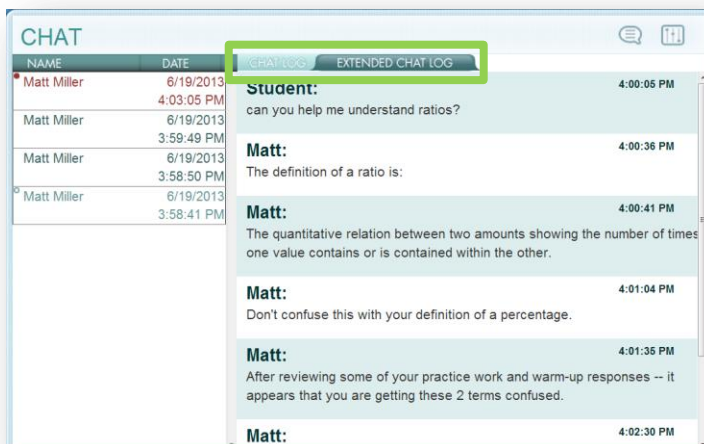 CHAT
NAME DATE
CHAT LOG EXTENDED CHAT LOG
Matt Miller 6/19/2013
4:03:05 PM
Matt Miller 6/19/2013
3:59:49 PM
Matt Miller 6/19/2013
3:58:50 PM
Matt Miller 6/19/2013
3:58:41 PM
Student: 4:00:05 PM
can you help me understand ratios?
Matt: 4:00:36 PM
The definition of a ratio is:
Matt: 4:00:41 PM
The quantitative relation between two amounts showing the number of times
one value contains or is contained within the other.
Matt: 4:01:04 PM
Don't confuse this with your definition of a percentage.
Matt: 4:01:35 PM
After reviewing some of your practice work and warm-up responses -- it
appears that you are getting these 2 terms confused.
Matt: 4:02:30 PM